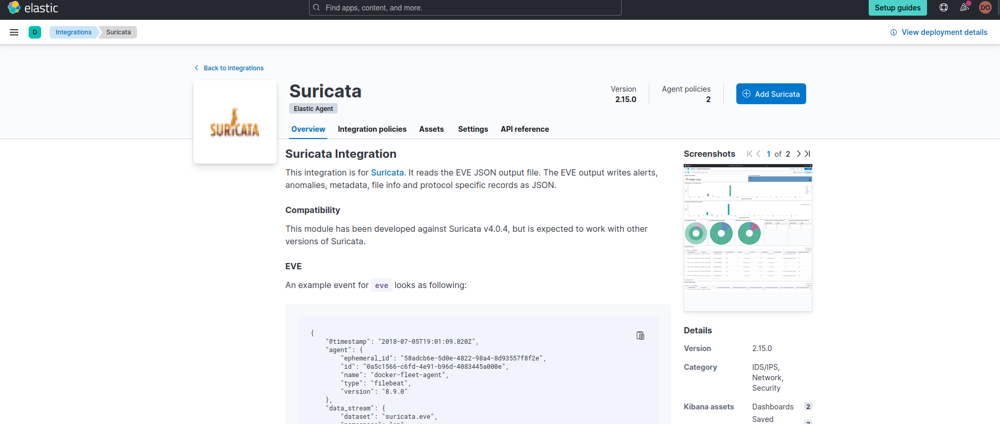 elastic
Find apps, content, and more.
Setup guides
DO
D
Integrations
Suricata
View deployment details
Back to integrations
SURICATA
Suricata
Elastic Agent
Version
2.15.0
Agent policies
2
Add Suricata
Overview
Integration policies
Assets
Settings
API reference
Suricata Integration
This integration is for Suricata. It reads the EVE JSON output file. The EVE output writes alerts,
anomalies, metadata, file info and protocol specific records as JSON.
Compatibility
This module has been developed against Suricata v4.0.4, but is expected to work with other
versions of Suricata.
EVE
An example event for eve looks as following:
{
"@timestamp": "2018-07-05T19:01:09.820Z",
"agent": {
"ephemeral_id": "58adcb6e-5d0e-4822-98a4-8d93557f8f2e",
"id": "0a5c1566-c6fd-4e91-b96d-4083445a000e",
"name": "docker-fleet-agent",
"type": "filebeat",
"version": "8.9.0"
},
"data_stream": {
"dataset": "suricata.eve",
Screenshots
1 of 2
Details
Version
2.15.0
Category
IDS/IPS,
Network,
Security
Kibana assets
Dashboards
2
Saved